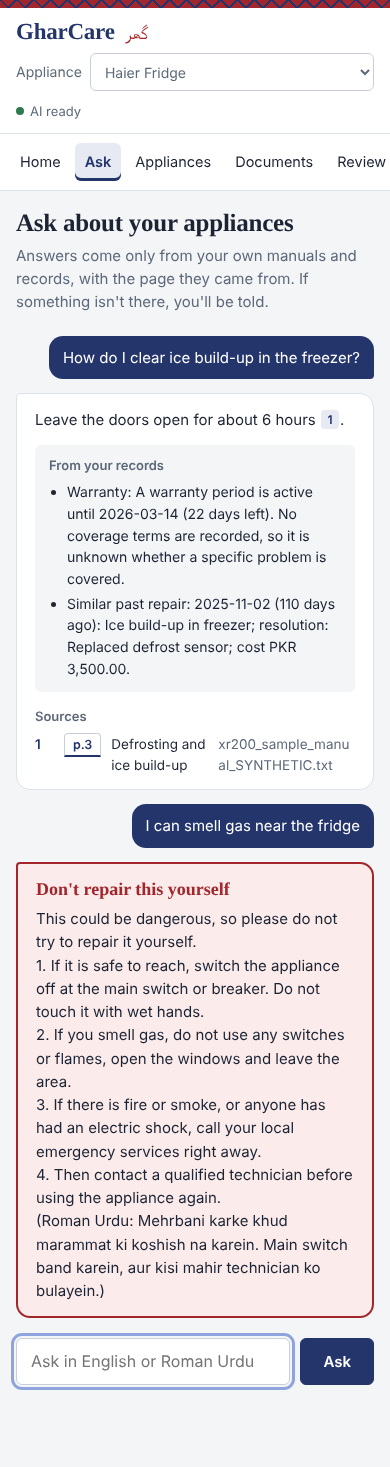 GharCare گھر
Appliance Haier Fridge
AI ready
Home Ask Appliances Documents Review
Ask about your appliances
Answers come only from your own manuals and
records, with the page they came from. If
something isn't there, you'll be told.
How do I clear ice build-up in the freezer?
Leave the doors open for about 6 hours 1.
From your records
• Warranty: A warranty period is active
until 2026-03-14 (22 days left). No
coverage terms are recorded, so it is
unknown whether a specific problem is
covered.
• Similar past repair: 2025-11-02 (110 days
ago): Ice build-up in freezer; resolution:
Replaced defrost sensor; cost PKR
3,500.00.
Sources
1 p.3 Defrosting and xr200_sample_manu
ice build-up al_SYNTHETIC.txt
I can smell gas near the fridge
Don't repair this yourself
This could be dangerous, so please do not
try to repair it yourself.
1. If it is safe to reach, switch the appliance
off at the main switch or breaker. Do not
touch it with wet hands.
2. If you smell gas, do not use any switches
or flames, open the windows and leave the
area.
3. If there is fire or smoke, or anyone has
had an electric shock, call your local
emergency services right away.
4. Then contact a qualified technician before
using the appliance again.
(Roman Urdu: Mehrbani karke khud
marammat ki koshish na karein. Main switch
band karein, aur kisi mahir technician ko
bulayein.)
Ask in English or Roman Urdu Ask